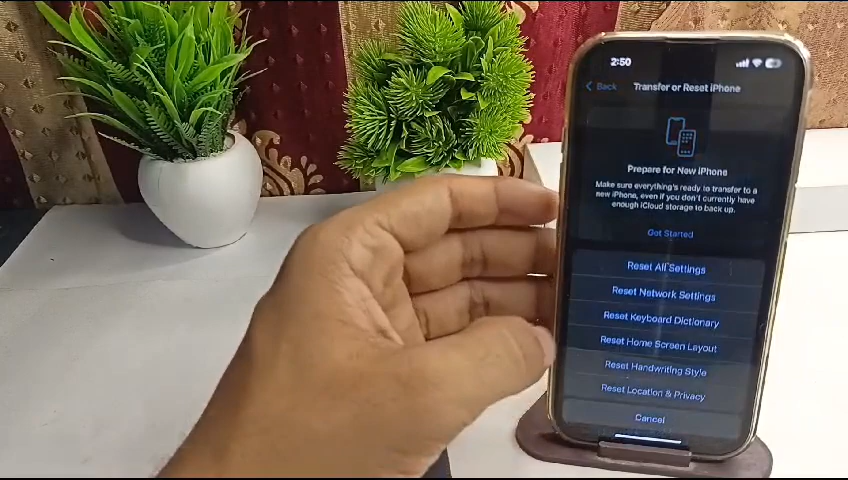 2:50
Back Transfer or Reset iPhone
Prepare for New iPhone
Make sure everything's ready to transfer to a
new iPhone, even if you don't currently have
enough iCloud storage to back up.
Get Started
Reset All Settings
Reset Network Settings
Reset Keyboard Dictionary
Reset Home Screen Layout
Reset Handwriting Style
Reset Location & Privacy
Cancel